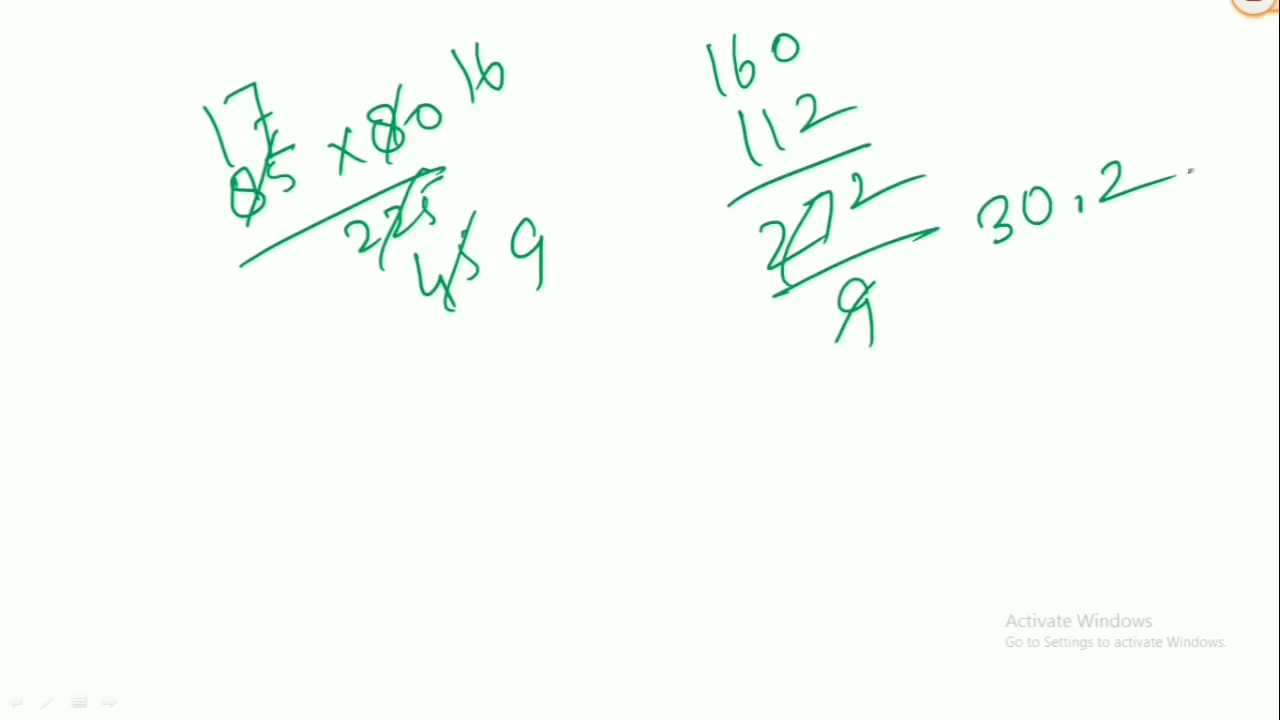 17
85 × 80 16
225
45 9
160
112
272
9
30.2
Activate Windows
Go to Settings to activate Windows.